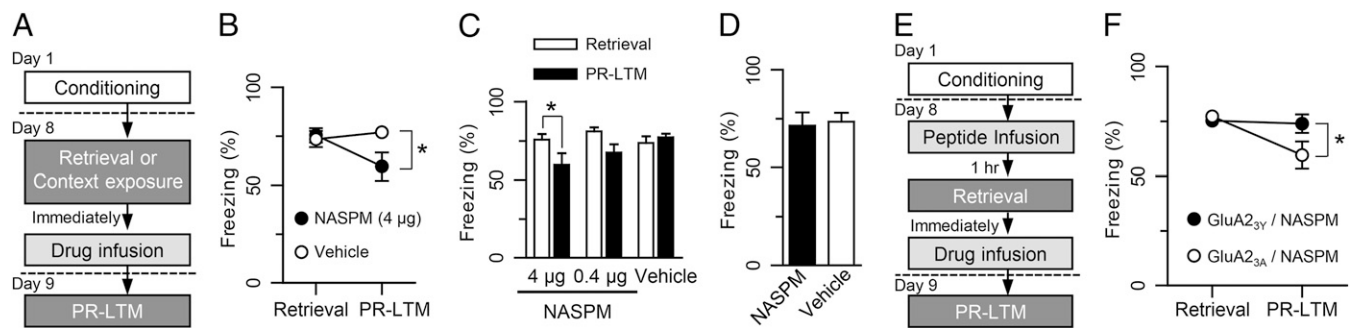 A
Day 1
Conditioning
Day 8
Retrieval or
Context exposure
Immediately
Drug infusion
Day 9
PR-LTM
B
Freezing (%)
100
50
0
*
NASPM (4 µg)
Vehicle
Retrieval PR-LTM
C
Retrieval
PR-LTM
Freezing (%)
100
50
0
*
4 µg 0.4 µg Vehicle
NASPM
D
Freezing (%)
100
50
0
NASPM
Vehicle
E
Day 1
Conditioning
Day 8
Peptide Infusion
1 hr
Retrieval
Immediately
Drug infusion
Day 9
PR-LTM
F
Freezing (%)
100
50
0
*
GluA2₃Y / NASPM
GluA2₃A / NASPM
Retrieval PR-LTM